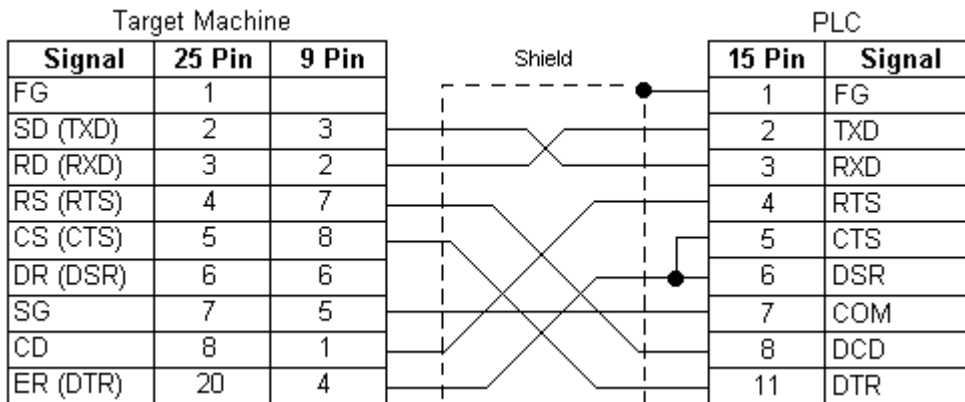 Target Machine PLC
Signal 25 Pin 9 Pin Shield 15 Pin Signal
FG 1 1 FG
SD (TXD) 2 3 2 TXD
RD (RXD) 3 2 3 RXD
RS (RTS) 4 7 4 RTS
CS (CTS) 5 8 5 CTS
DR (DSR) 6 6 6 DSR
SG 7 5 7 COM
CD 8 1 8 DCD
ER (DTR) 20 4 11 DTR